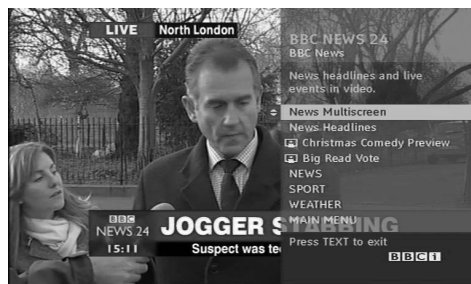 LIVE North London
BBC NEWS 24
BBC News
News headlines and live
events in video.
News Multiscreen
News Headlines
Christmas Comedy Preview
Big Read Vote
NEWS
SPORT
WEATHER
MAIN MENU
Press TEXT to exit
BBC 1
BBC
NEWS 24
15:11
JOGGER STABBING
Suspect was